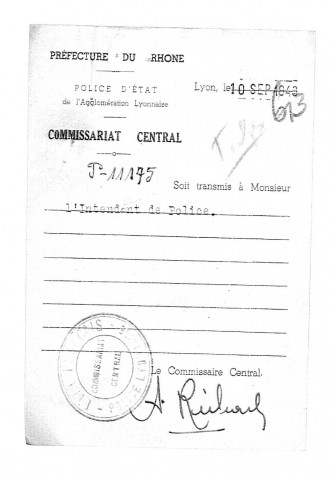 PRÉFECTURE DU RHONE
POLICE D'ÉTAT
de l'Agglomération Lyonnaise
COMMISSARIAT CENTRAL
Lyon, le 10 SEP 1943
613
P-11175
Soit transmis à Monsieur
l'Intendant de Police.
Le Commissaire Central
COMMISSARIAT
CENTRAL